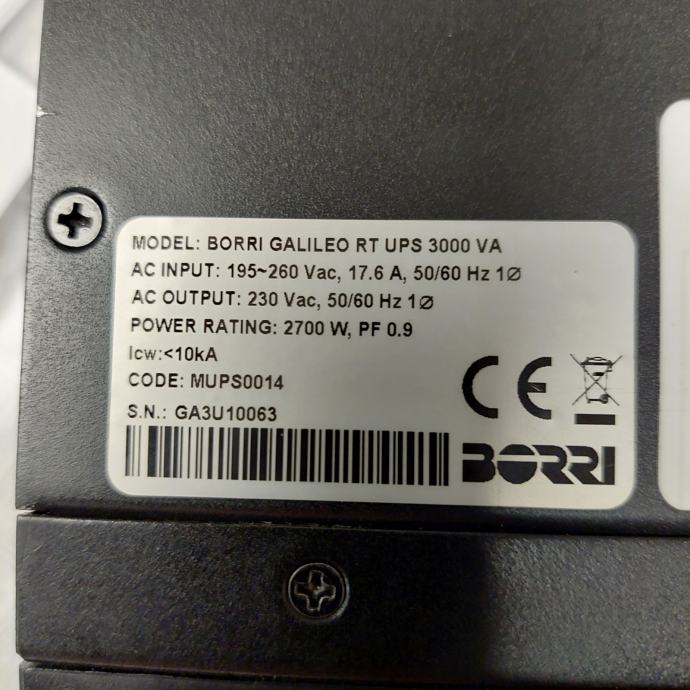 MODEL: BORRI GALILEO RT UPS 3000 VA
AC INPUT: 195~260 Vac, 17.6 A, 50/60 Hz 1Ø
AC OUTPUT: 230 Vac, 50/60 Hz 1Ø
POWER RATING: 2700 W, PF 0.9
Icw:<10kA
CODE: MUPS0014
S.N.: GA3U10063
CE
BORRI